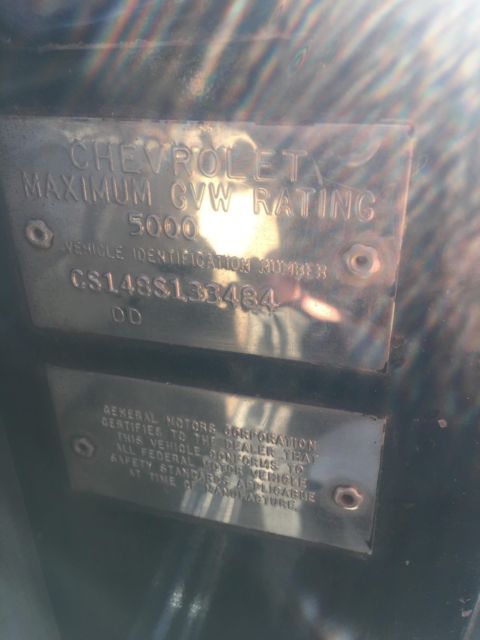 CHEVROLET
MAXIMUM GVW RATING
5000
VEHICLE IDENTIFICATION NUMBER
CS148S133484
DD
GENERAL MOTORS CORPORATION
CERTIFIES TO THE DEALER THAT
THIS VEHICLE CONFORMS TO
ALL FEDERAL MOTOR VEHICLE
SAFETY STANDARDS APPLICABLE
AT TIME OF MANUFACTURE